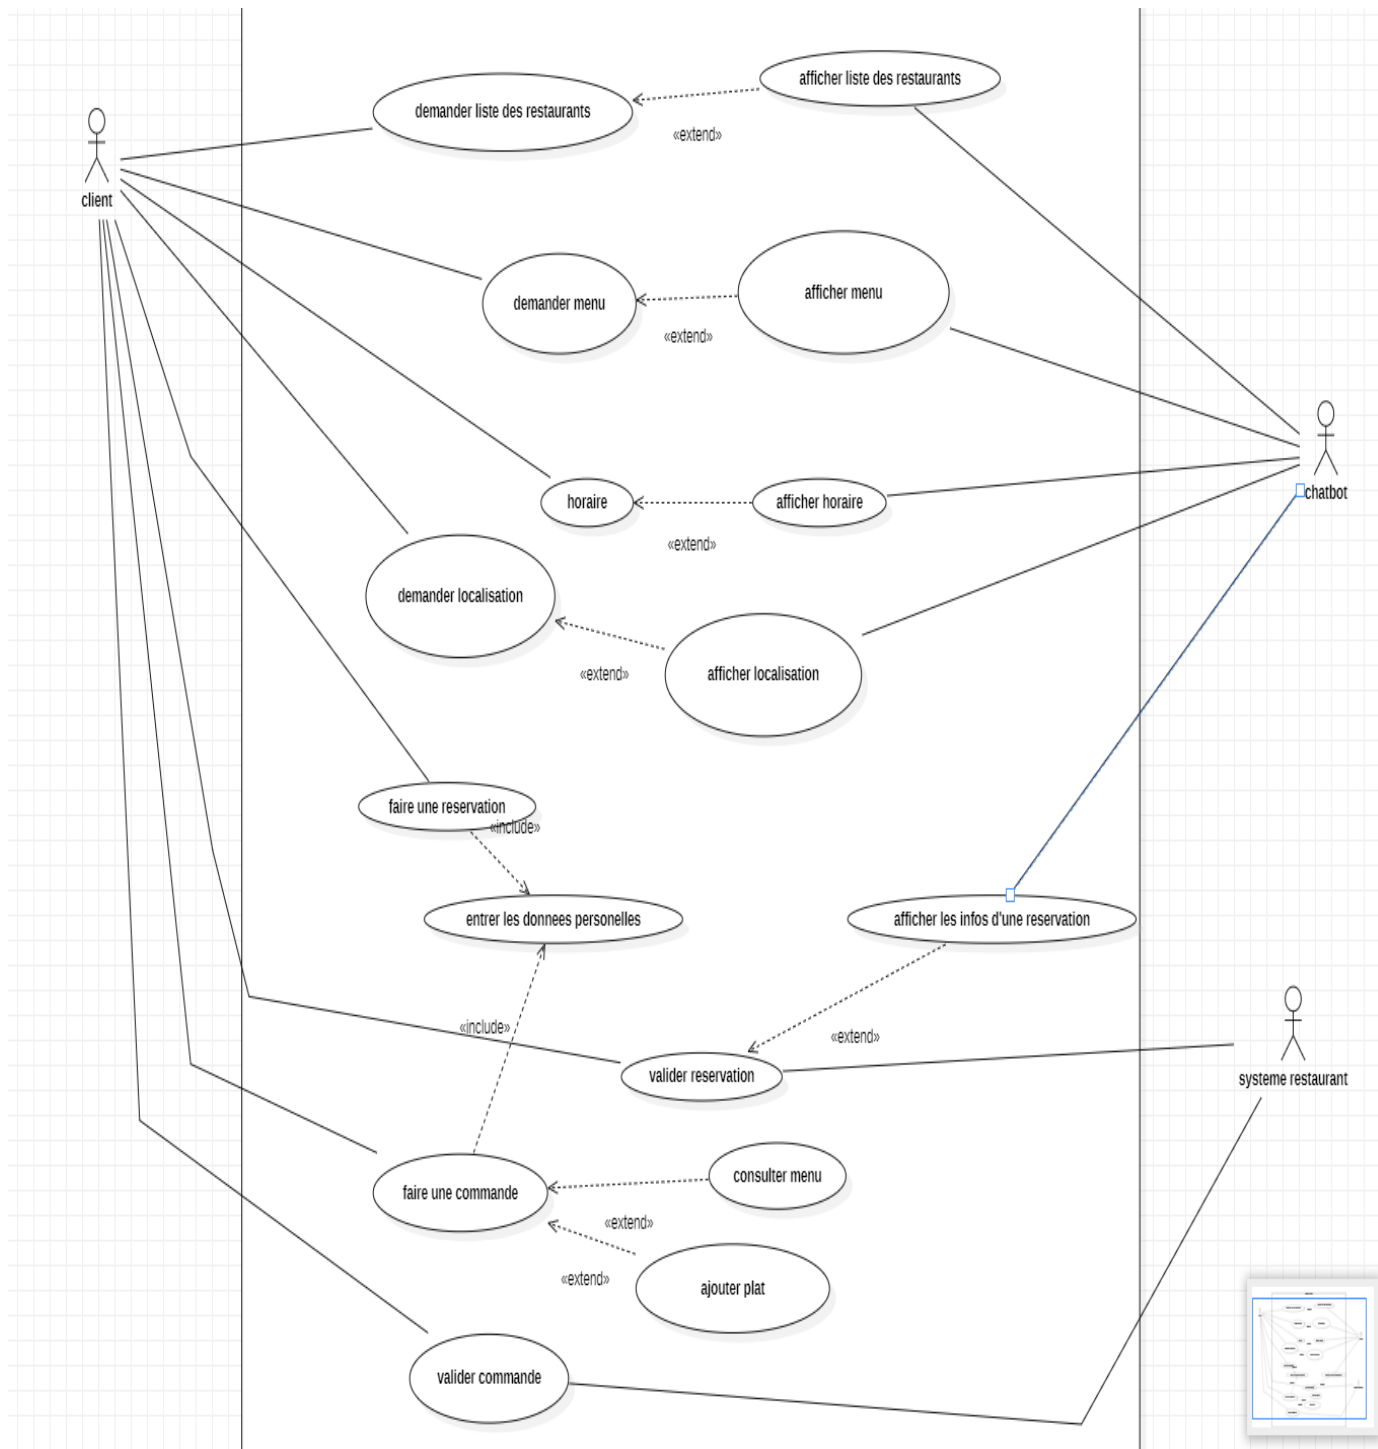 afficher liste des restaurants
demander liste des restaurants
«extend»
client
demander menu
afficher menu
«extend»
horaire
afficher horaire
chatbot
«extend»
demander localisation
«extend»
afficher localisation
faire une reservation
«include»
entrer les donnees personelles
afficher les infos d'une reservation
«include»
«extend»
valider reservation
systeme restaurant
consulter menu
faire une commande
«extend»
«extend»
ajouter plat
valider commande